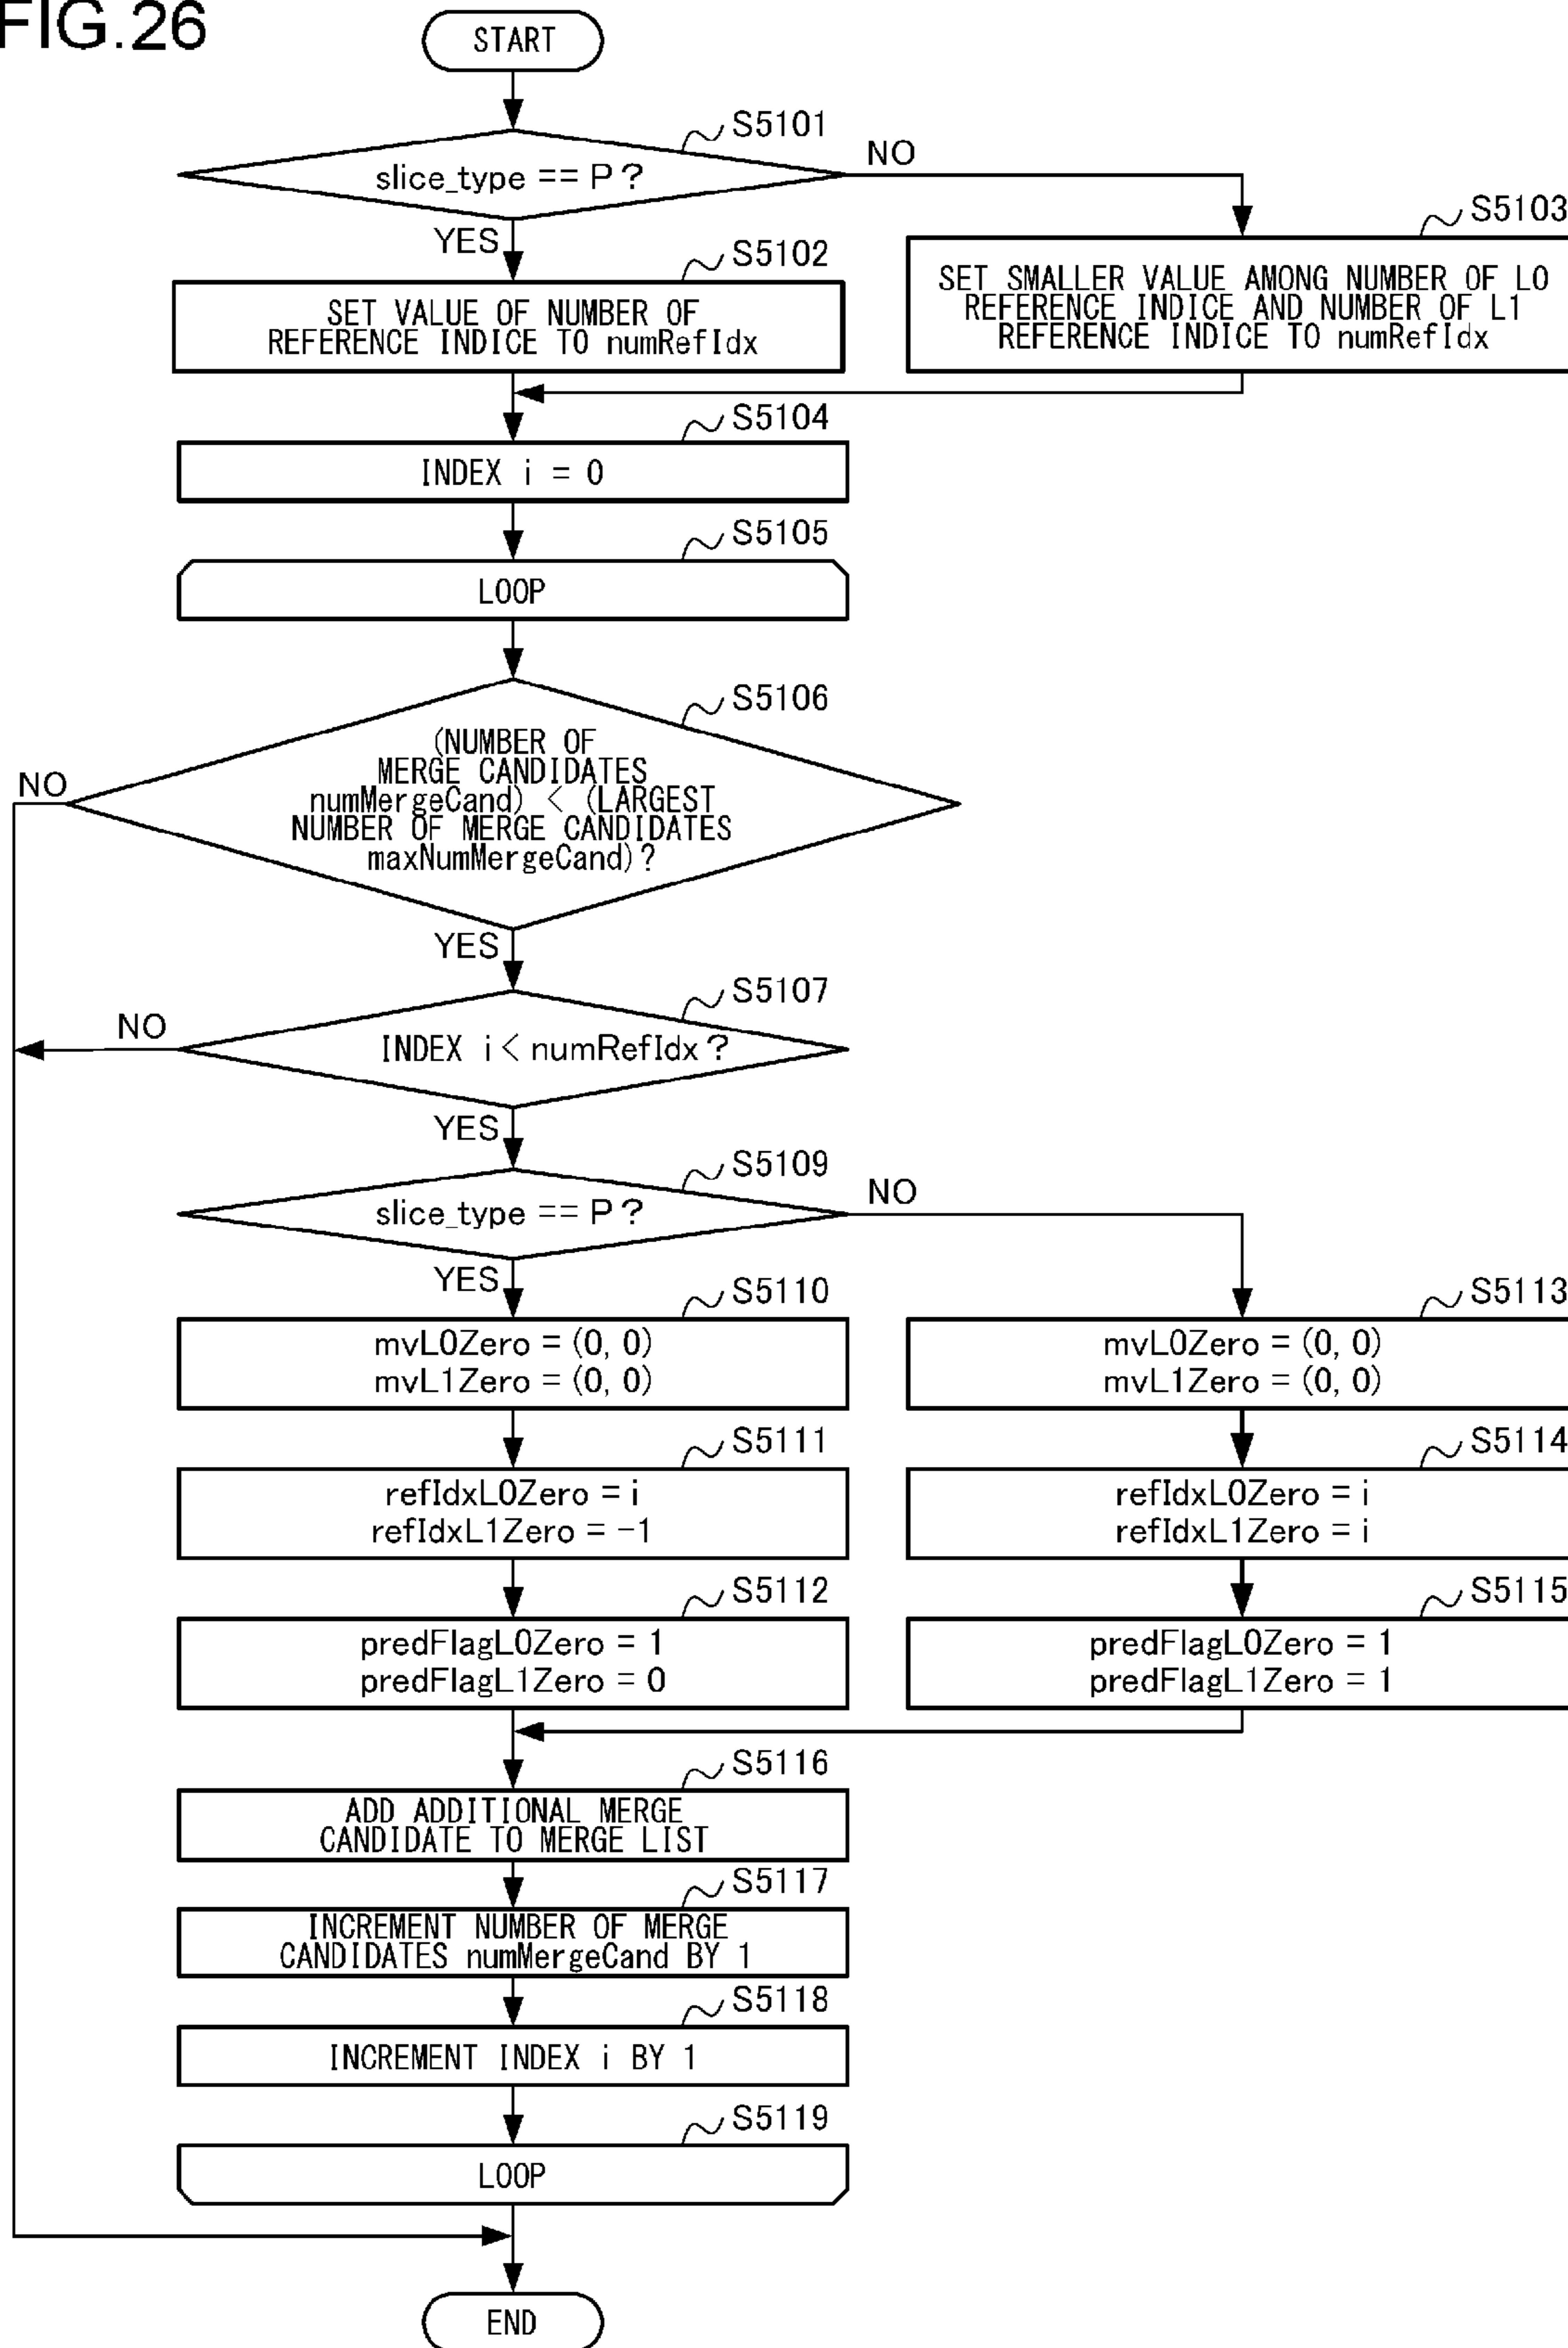 FIG.26
START
S5101
slice_type == P ?
NO
YES
S5102
SET VALUE OF NUMBER OF
REFERENCE INDICE TO numRefIdx
S5103
SET SMALLER VALUE AMONG NUMBER OF L0
REFERENCE INDICE AND NUMBER OF L1
REFERENCE INDICE TO numRefIdx
S5104
INDEX i = 0
S5105
LOOP
S5106
(NUMBER OF
MERGE CANDIDATES
numMergeCand) < (LARGEST
NUMBER OF MERGE CANDIDATES
maxNumMergeCand) ?
NO
YES
S5107
INDEX i < numRefIdx ?
NO
YES
S5109
slice_type == P ?
NO
YES
S5110
mvL0Zero = (0, 0)
mvL1Zero = (0, 0)
S5113
mvL0Zero = (0, 0)
mvL1Zero = (0, 0)
S5111
refIdxL0Zero = i
refIdxL1Zero = -1
S5114
refIdxL0Zero = i
refIdxL1Zero = i
S5112
predFlagL0Zero = 1
predFlagL1Zero = 0
S5115
predFlagL0Zero = 1
predFlagL1Zero = 1
S5116
ADD ADDITIONAL MERGE
CANDIDATE TO MERGE LIST
S5117
INCREMENT NUMBER OF MERGE
CANDIDATES numMergeCand BY 1
S5118
INCREMENT INDEX i BY 1
S5119
LOOP
END